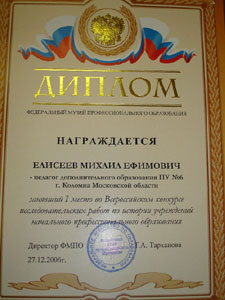 ДИПЛОМ
ФЕДЕРАЛЬНЫЙ МУЗЕЙ ПРОФЕССИОНАЛЬНОГО ОБРАЗОВАНИЯ
НАГРАЖДАЕТСЯ
ЕЛИСЕЕВ МИХАИЛ ЕФИМОВИЧ
- педагог дополнительного образования ПУ №6
г. Коломна Московской области
занявший 1 место во Всероссийском конкурсе
исследовательских работ по истории учреждений
начального профессионального образования
Директор ФМПО Т.А. Тарханова
27.12.2006г.